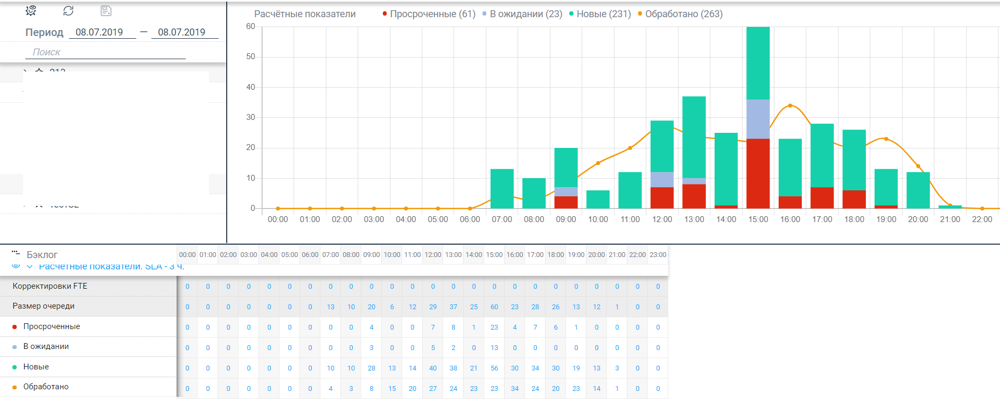 Период 08.07.2019 — 08.07.2019
Поиск
Расчётные показатели
Просроченные (61) В ожидании (23) Новые (231) Обработано (263)
60
50
40
30
20
10
0
00:00 01:00 02:00 03:00 04:00 05:00 06:00 07:00 08:00 09:00 10:00 11:00 12:00 13:00 14:00 15:00 16:00 17:00 18:00 19:00 20:00 21:00 22:00
Бэклог 00:00 01:00 02:00 03:00 04:00 05:00 06:00 07:00 08:00 09:00 10:00 11:00 12:00 13:00 14:00 15:00 16:00 17:00 18:00 19:00 20:00 21:00 22:00 23:00
Расчётные показатели. SLA - 3 ч.
Корректировки FTE 0 0 0 0 0 0 0 0 0 0 0 0 0 0 0 0 0 0 0 0 0 0 0 0
Размер очереди 0 0 0 0 0 0 0 13 10 20 6 12 29 37 25 60 23 28 26 13 12 1 0 0
Просроченные 0 0 0 0 0 0 0 0 0 4 0 0 7 8 1 23 4 7 6 1 0 0 0 0
В ожидании 0 0 0 0 0 0 0 0 0 3 0 0 5 2 0 13 0 0 0 0 0 0 0 0
Новые 0 0 0 0 0 0 0 10 10 28 13 14 40 38 21 56 30 34 30 19 13 3 0 0
Обработано 0 0 0 0 0 0 0 4 3 8 15 20 27 24 23 23 34 24 20 23 14 1 0 0